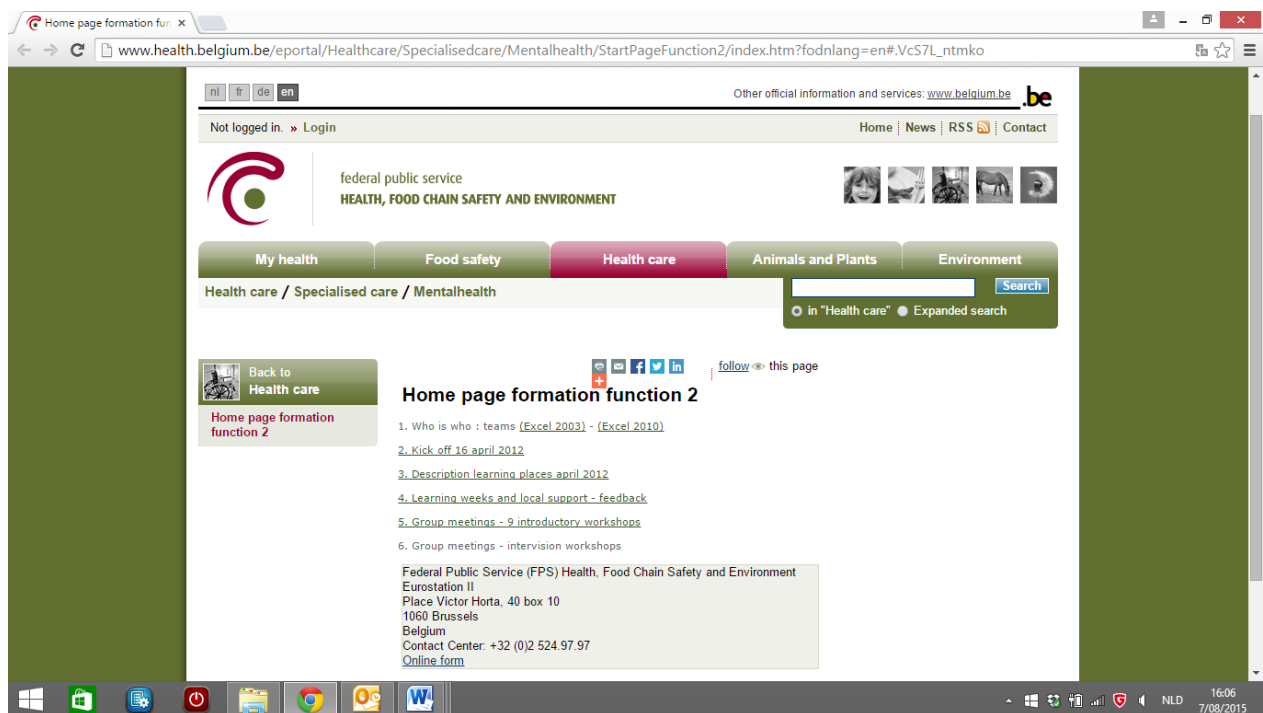 Home page formation fun
www.health.belgium.be/eportal/Healthcare/Specialisedcare/Mentalhealth/StartPageFunction2/index.htm?fodnlang=en#.VcS7L_ntmko
nl fr de en
Other official information and services: www.belgium.be .be
Not logged in. » Login
Home News RSS Contact
federal public service
HEALTH, FOOD CHAIN SAFETY AND ENVIRONMENT
My health Food safety Health care Animals and Plants Environment
Health care / Specialised care / Mentalhealth
Search
in "Health care" Expanded search
Back to
Health care
Home page formation
function 2
follow this page
Home page formation function 2
1. Who is who : teams (Excel 2003) - (Excel 2010)
2. Kick off 16 april 2012
3. Description learning places april 2012
4. Learning weeks and local support - feedback
5. Group meetings - 9 introductory workshops
6. Group meetings - intervision workshops
Federal Public Service (FPS) Health, Food Chain Safety and Environment
Eurostation II
Place Victor Horta, 40 box 10
1060 Brussels
Belgium
Contact Center: +32 (0)2 524.97.97
Online form
NLD
16:06
7/08/2015